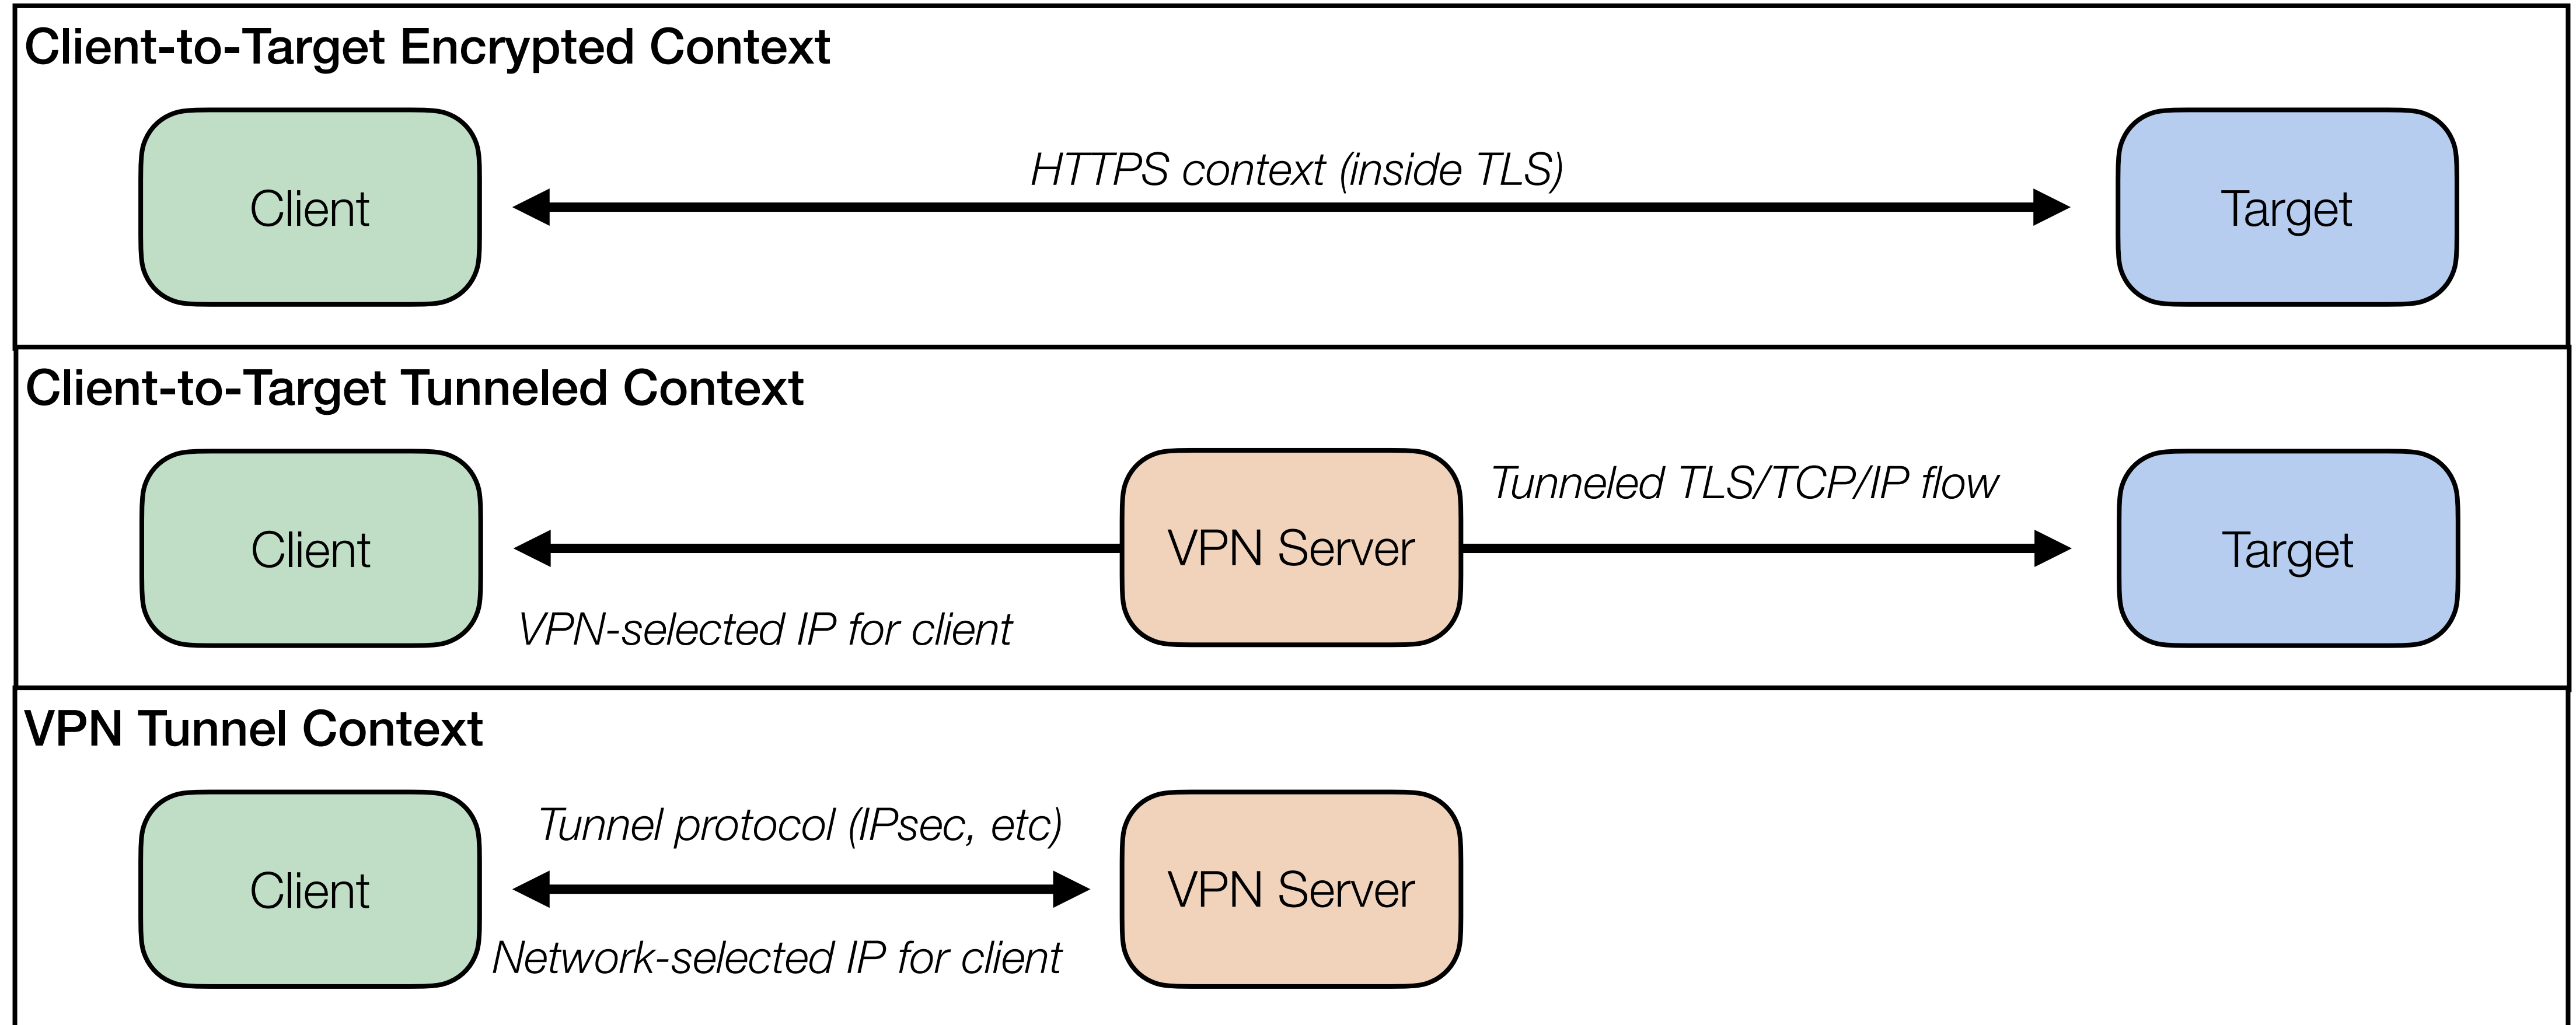 Client-to-Target Encrypted Context
Client
HTTPS context (inside TLS)
Target
Client-to-Target Tunneled Context
Client
VPN-selected IP for client
VPN Server
Tunneled TLS/TCP/IP flow
Target
VPN Tunnel Context
Client
Tunnel protocol (IPsec, etc)
Network-selected IP for client
VPN Server